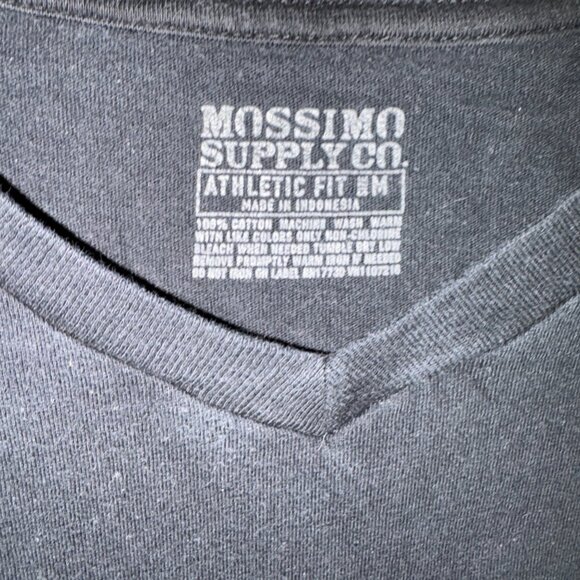 MOSSIMO
SUPPLY CO.
ATHLETIC FIT M
MADE IN INDONESIA
100% COTTON MACHINE WASH
WITH LIKE COLORS ONLY NON-CHLORINE
BLEACH WHEN NEEDED TUMBLE DRY LOW
REMOVE PROMPTLY WARM IRON IF NEEDED
DO NOT IRON ON LABEL